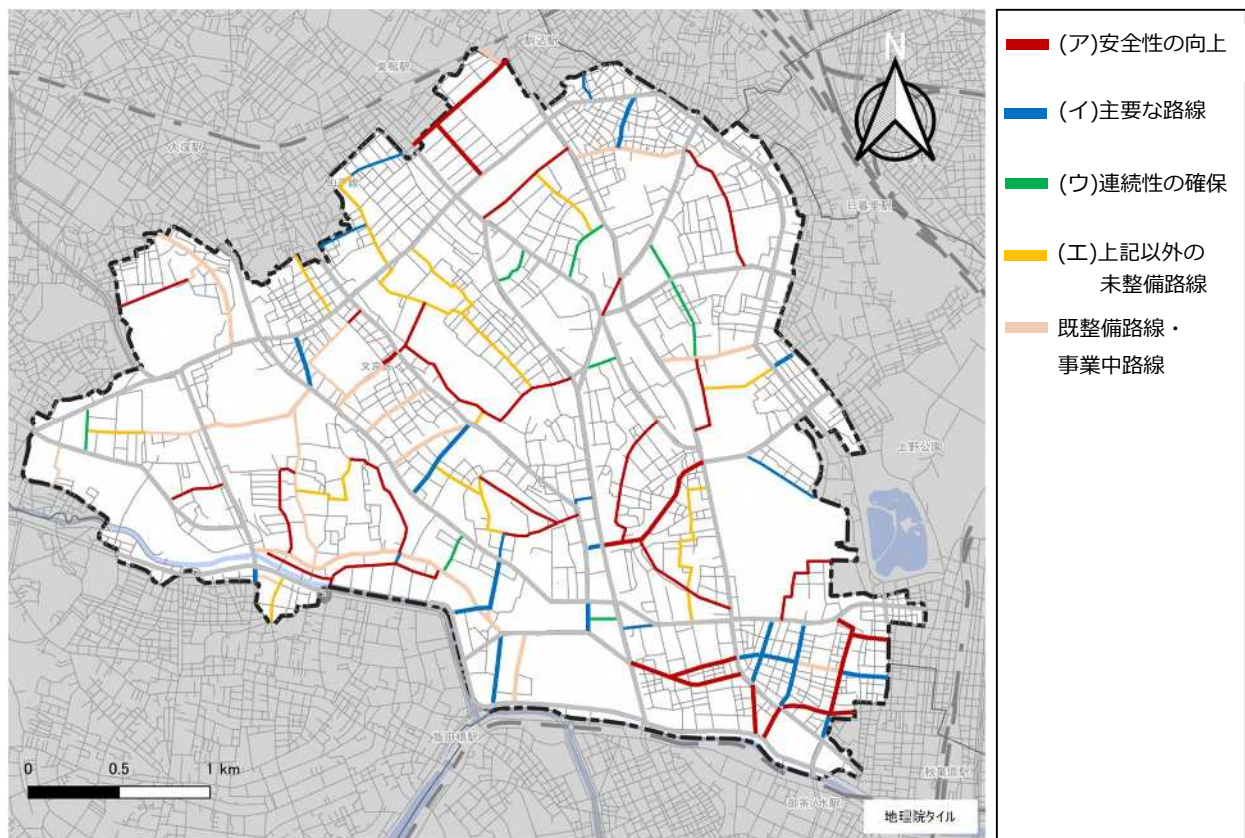 駒込駅
巣鴨駅
大塚駅
N
日暮里駅
上野公園
飯田橋駅
御茶ノ水駅
秋葉原駅
0 0.5 1 km
地理院タイル
(ア)安全性の向上
(イ)主要な路線
(ウ)連続性の確保
(エ)上記以外の
未整備路線
既整備路線・
事業中路線